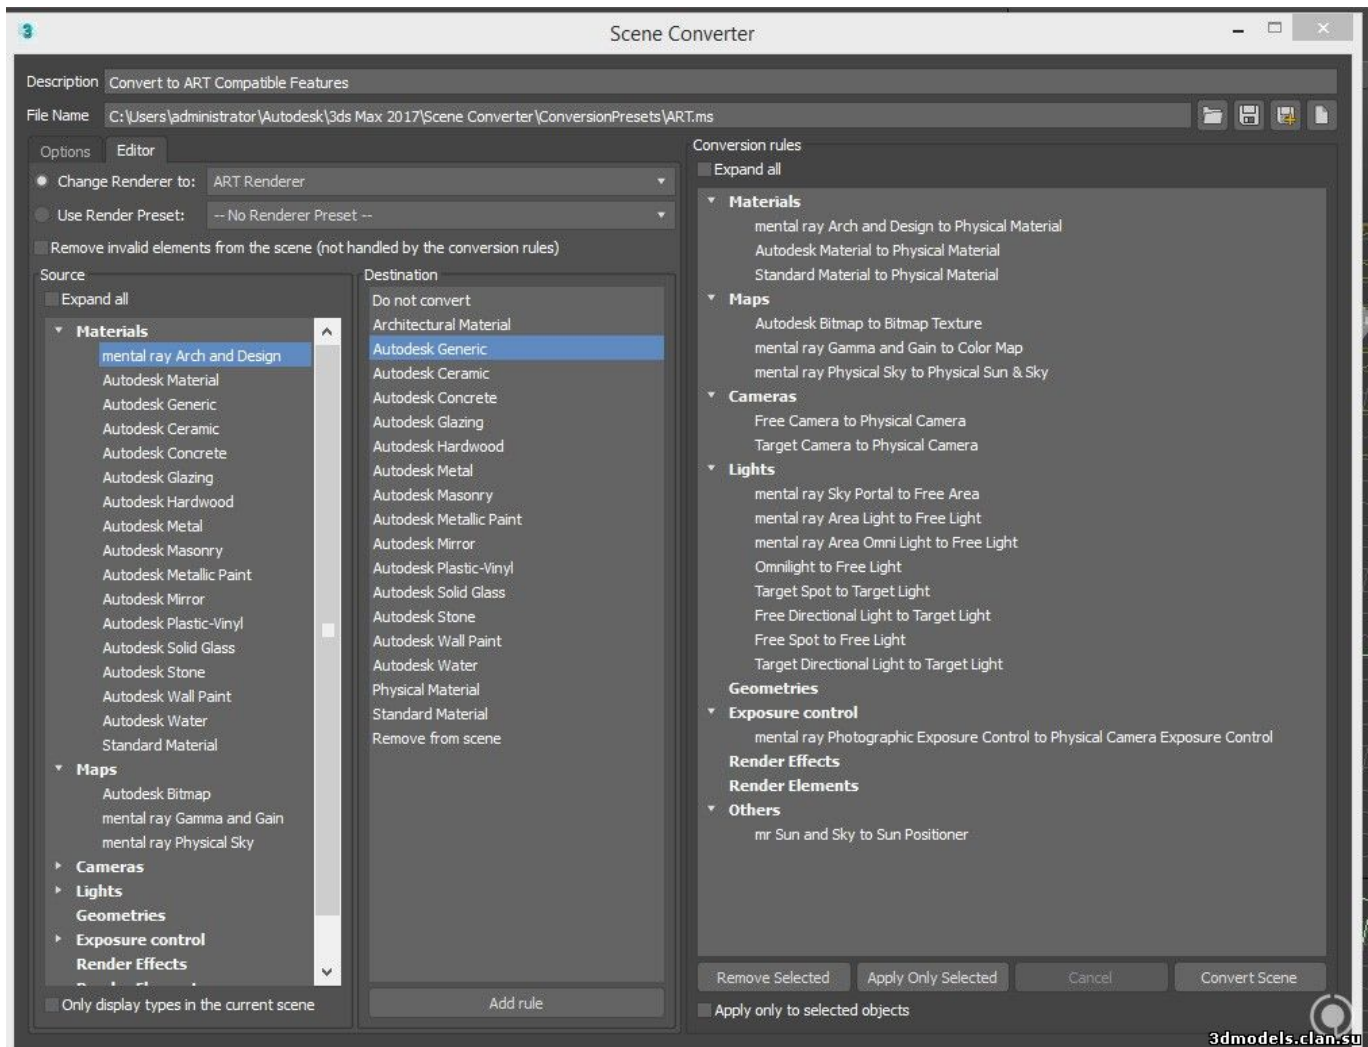 3
Scene Converter
Description Convert to ART Compatible Features
File Name C:\Users\administrator\Autodesk\3ds Max 2017\Scene Converter\ConversionPresets\ART.ms
Options Editor
Change Renderer to: ART Renderer
Use Render Preset: -- No Renderer Preset --
Remove invalid elements from the scene (not handled by the conversion rules)
Source
Expand all
Materials
mental ray Arch and Design
Autodesk Material
Autodesk Generic
Autodesk Ceramic
Autodesk Concrete
Autodesk Glazing
Autodesk Hardwood
Autodesk Metal
Autodesk Masonry
Autodesk Metallic Paint
Autodesk Mirror
Autodesk Plastic-Vinyl
Autodesk Solid Glass
Autodesk Stone
Autodesk Wall Paint
Autodesk Water
Standard Material
Maps
Autodesk Bitmap
mental ray Gamma and Gain
mental ray Physical Sky
Cameras
Lights
Geometries
Exposure control
Render Effects
Only display types in the current scene
Destination
Do not convert
Architectural Material
Autodesk Generic
Autodesk Ceramic
Autodesk Concrete
Autodesk Glazing
Autodesk Hardwood
Autodesk Metal
Autodesk Masonry
Autodesk Metallic Paint
Autodesk Mirror
Autodesk Plastic-Vinyl
Autodesk Solid Glass
Autodesk Stone
Autodesk Wall Paint
Autodesk Water
Physical Material
Standard Material
Remove from scene
Add rule
Conversion rules
Expand all
Materials
mental ray Arch and Design to Physical Material
Autodesk Material to Physical Material
Standard Material to Physical Material
Maps
Autodesk Bitmap to Bitmap Texture
mental ray Gamma and Gain to Color Map
mental ray Physical Sky to Physical Sun & Sky
Cameras
Free Camera to Physical Camera
Target Camera to Physical Camera
Lights
mental ray Sky Portal to Free Area
mental ray Area Light to Free Light
mental ray Area Omni Light to Free Light
Omnilight to Free Light
Target Spot to Target Light
Free Directional Light to Target Light
Free Spot to Free Light
Target Directional Light to Target Light
Geometries
Exposure control
mental ray Photographic Exposure Control to Physical Camera Exposure Control
Render Effects
Render Elements
Others
mr Sun and Sky to Sun Positioner
Remove Selected Apply Only Selected Cancel Convert Scene
Apply only to selected objects
3dmodels.clan.su